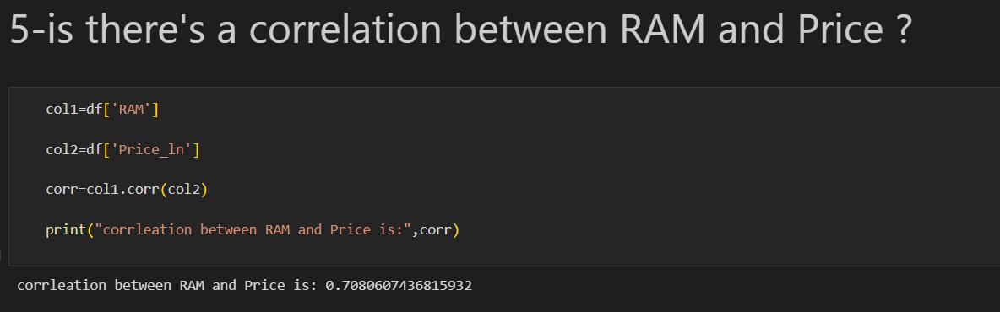 5-is there's a correlation between RAM and Price ?
col1=df['RAM']
col2=df['Price_ln']
corr=col1.corr(col2)
print("corrleation between RAM and Price is:",corr)
corrleation between RAM and Price is: 0.7080607436815932